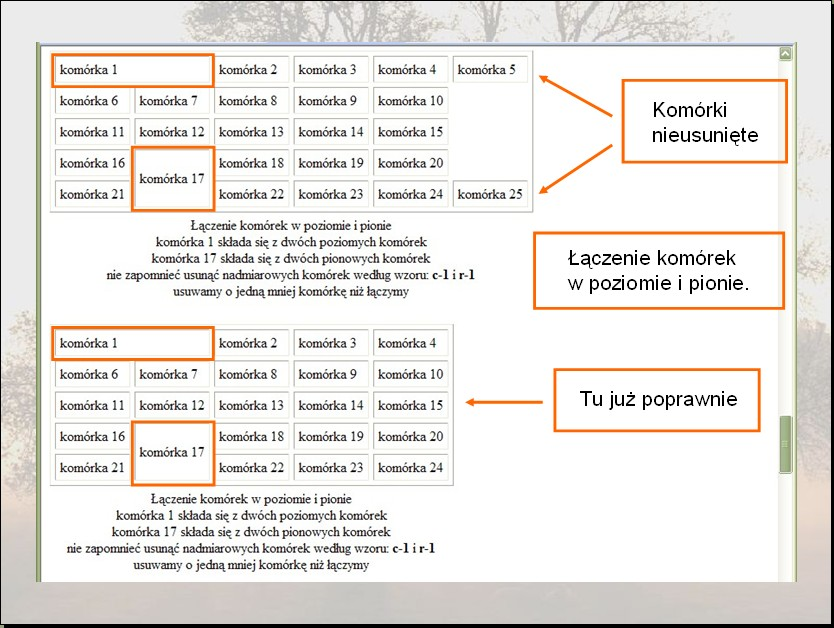 komórka 1 komórka 2 komórka 3 komórka 4 komórka 5
komórka 6 komórka 7 komórka 8 komórka 9 komórka 10
komórka 11 komórka 12 komórka 13 komórka 14 komórka 15
komórka 16 komórka 17 komórka 18 komórka 19 komórka 20
komórka 21 komórka 22 komórka 23 komórka 24 komórka 25
Komórki
nieusunięte
Łączenie komórek w poziomie i pionie
komórka 1 składa się z dwóch poziomych komórek
komórka 17 składa się z dwóch pionowych komórek
nie zapomnieć usunąć nadmiarowych komórek według wzoru: c-1 i r-1
usuwamy o jedną mniej komórkę niż łączymy
Łączenie komórek
w poziomie i pionie.
komórka 1 komórka 2 komórka 3 komórka 4
komórka 6 komórka 7 komórka 8 komórka 9 komórka 10
komórka 11 komórka 12 komórka 13 komórka 14 komórka 15
komórka 16 komórka 17 komórka 18 komórka 19 komórka 20
komórka 21 komórka 22 komórka 23 komórka 24
Tu już poprawnie
Łączenie komórek w poziomie i pionie
komórka 1 składa się z dwóch poziomych komórek
komórka 17 składa się z dwóch pionowych komórek
nie zapomnieć usunąć nadmiarowych komórek według wzoru: c-1 i r-1
usuwamy o jedną mniej komórkę niż łączymy